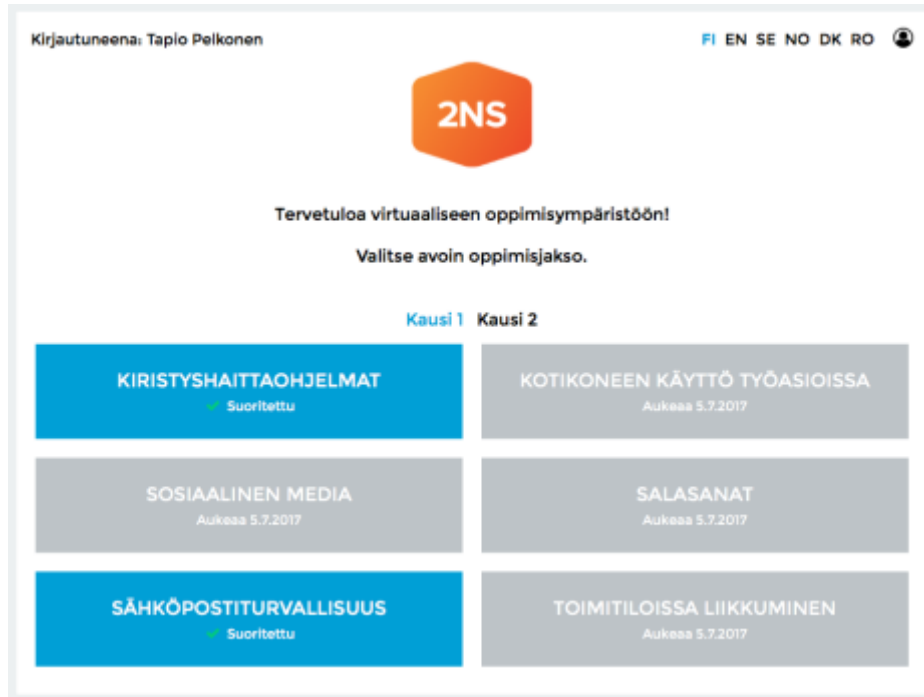 Kirjautuneena: Tapio Pelkonen
FI EN SE NO DK RO
2NS
Tervetuloa virtuaaliseen oppimisympäristöön!
Valitse avoin oppimisjakso.
Kausi 1 Kausi 2
KIRISTYSHAITTAOHJELMAT
Suoritettu
KOTIKONEEN KÄYTTÖ TYÖASIOISSA
Aukeaa 5.7.2017
SOSIAALINEN MEDIA
Aukeaa 5.7.2017
SALASANAT
Aukeaa 5.7.2017
SÄHKÖPOSTITURVALLISUUS
Suoritettu
TOIMITILOISSA LIIKKUMINEN
Aukeaa 5.7.2017